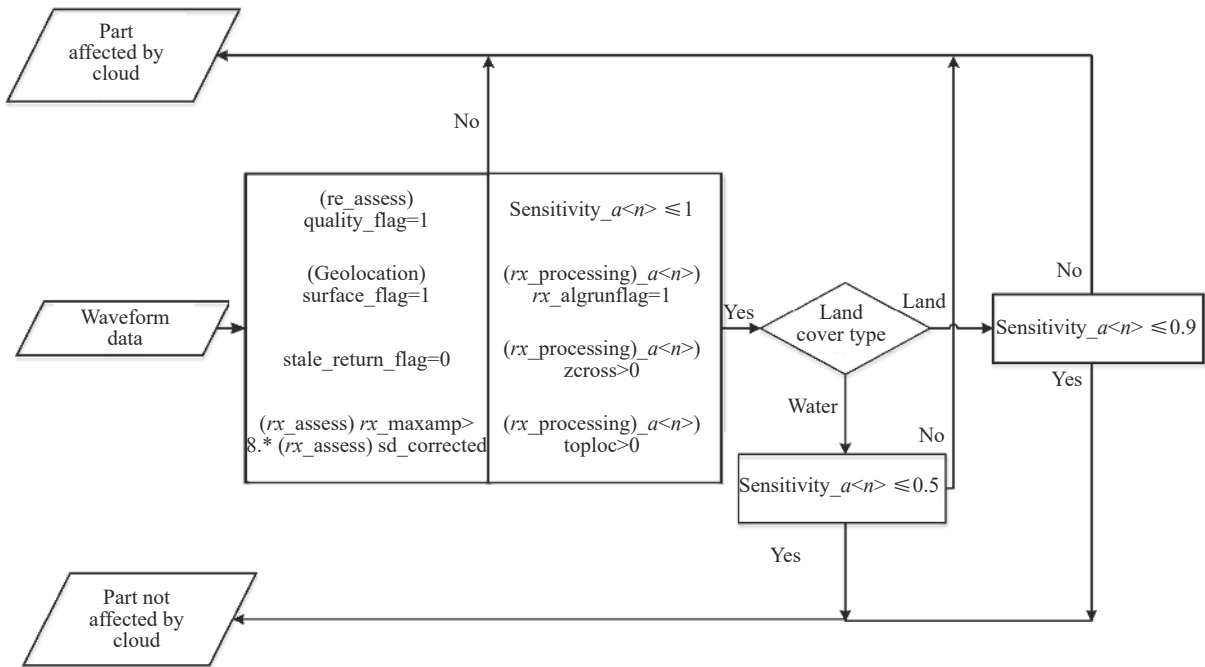 Part
affected by
cloud
No
(re_assess)
quality_flag=1
Sensitivity_a<n> ≤1
(Geolocation)
surface_flag=1
(rx_processing)_a<n>)
rx_algrunflag=1
stale_return_flag=0
(rx_processing)_a<n>)
zcross>0
(rx_assess) rx_maxamp>
8.* (rx_assess) sd_corrected
(rx_processing)_a<n>)
toploc>0
Waveform
data
Yes
Land
cover type
Land
No
Sensitivity_a<n> ≤0.9
Yes
Water
No
Sensitivity_a<n> ≤0.5
Yes
Part not
affected by
cloud